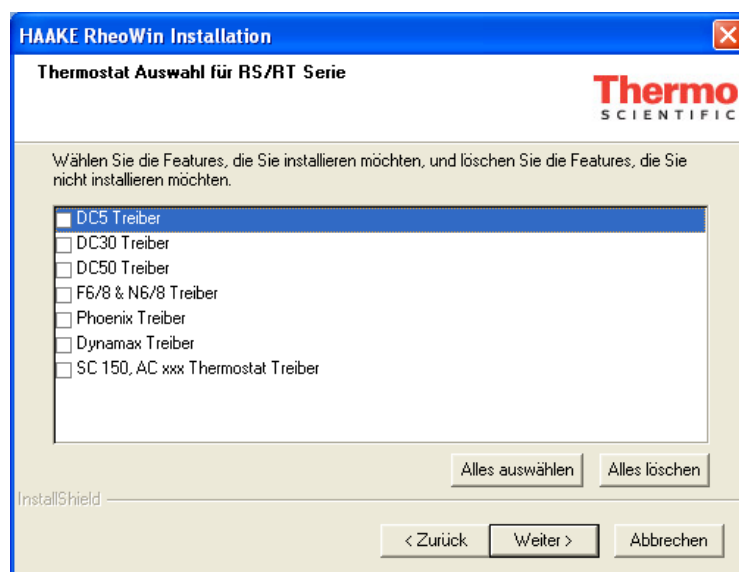 HAAKE RheoWin Installation
Thermostat Auswahl für RS/RT Serie
Thermo
SCIENTIFIC
Wählen Sie die Features, die Sie installieren möchten, und löschen Sie die Features, die Sie
nicht installieren möchten.
DC5 Treiber
DC30 Treiber
DC50 Treiber
F6/8 & N6/8 Treiber
Phoenix Treiber
Dynamax Treiber
SC 150, AC xxx Thermostat Treiber
Alles auswählen Alles löschen
InstallShield
< Zurück Weiter > Abbrechen